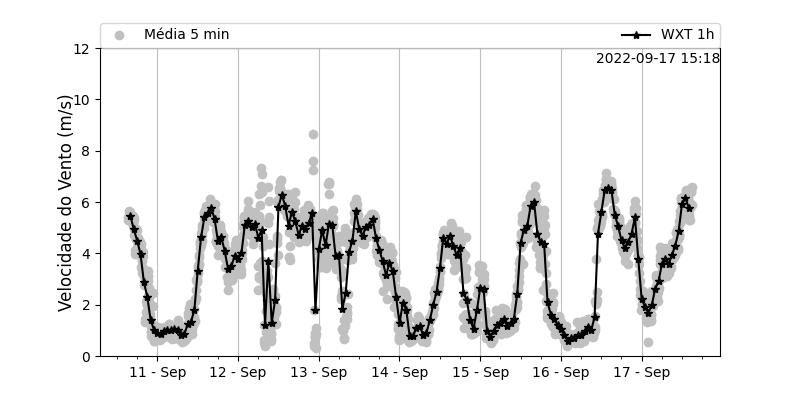 Média 5 min
WXT 1h
2022-09-17 15:18
Velocidade do Vento (m/s)
12
10
8
6
4
2
0
11 - Sep
12 - Sep
13 - Sep
14 - Sep
15 - Sep
16 - Sep
17 - Sep